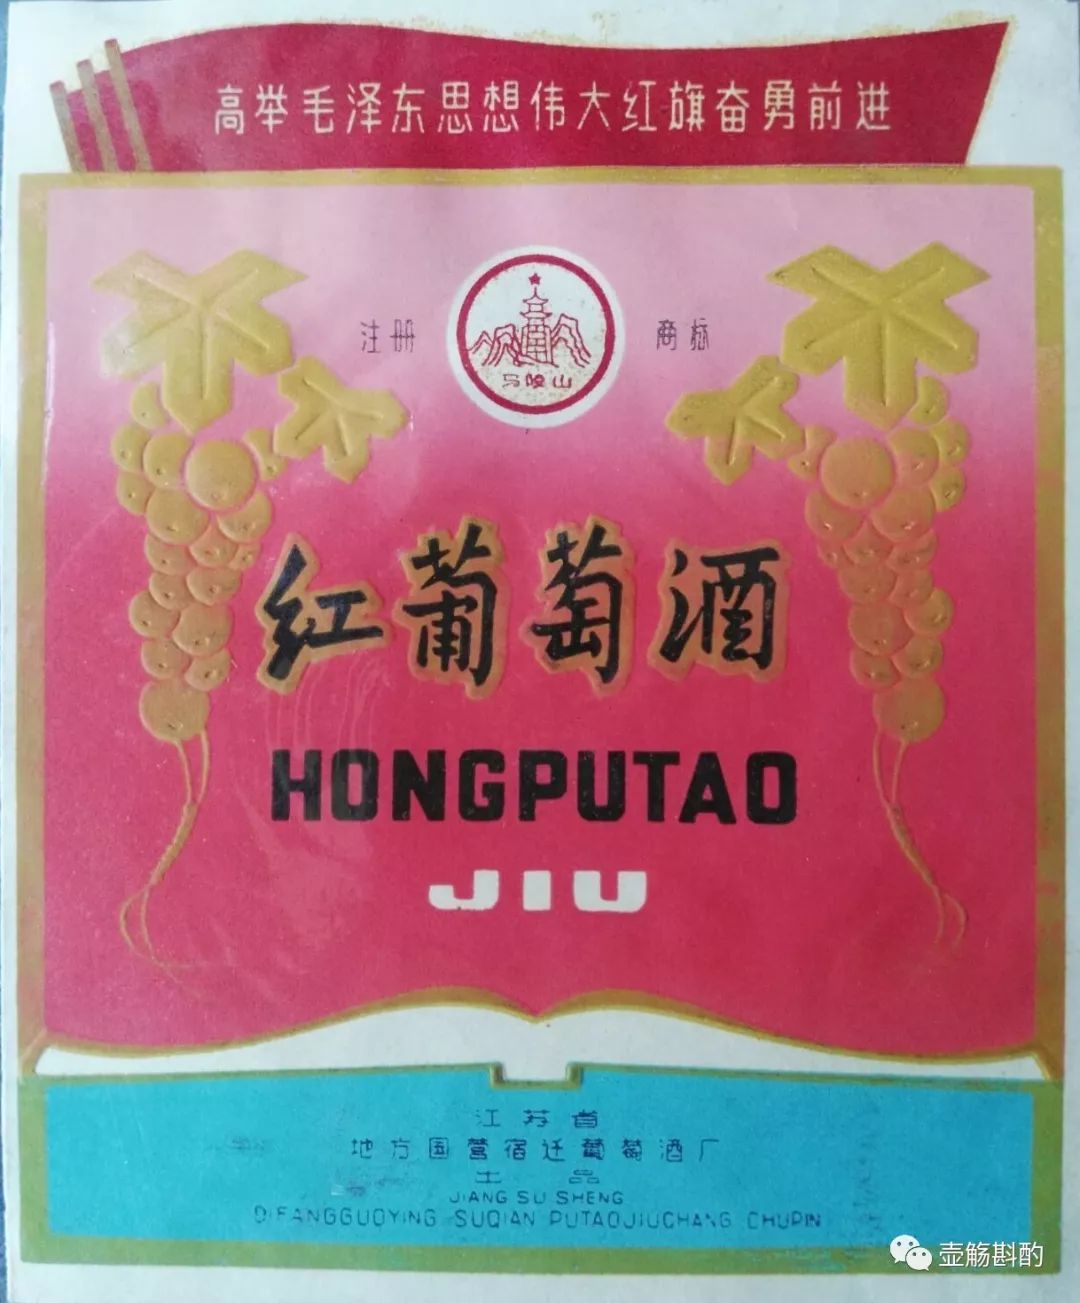 高举毛泽东思想伟大红旗奋勇前进
注册 商标
马陵山
红葡萄酒
HONGPUTAO
JIU
江苏省
地方国营宿迁葡萄酒厂
出品
JIANG SU SHENG
DIFANGGUOYING SUQIAN PUTAOJIUCHANG CHUPIN
壶觞斟酌